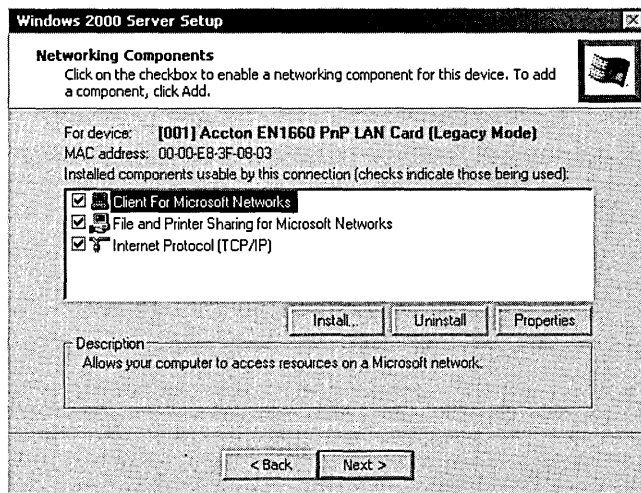 Windows 2000 Server Setup
Networking Components
Click on the checkbox to enable a networking component for this device. To add
a component, click Add.
For device: [001] Accton EN1660 PnP LAN Card (Legacy Mode)
MAC address: 00-00-E8-3F-08-03
Installed components usable by this connection (checks indicate those being used):
Client For Microsoft Networks
File and Printer Sharing for Microsoft Networks
Internet Protocol (TCP/IP)
Install... Uninstall Properties
Description
Allows your computer to access resources on a Microsoft network.
< Back Next >